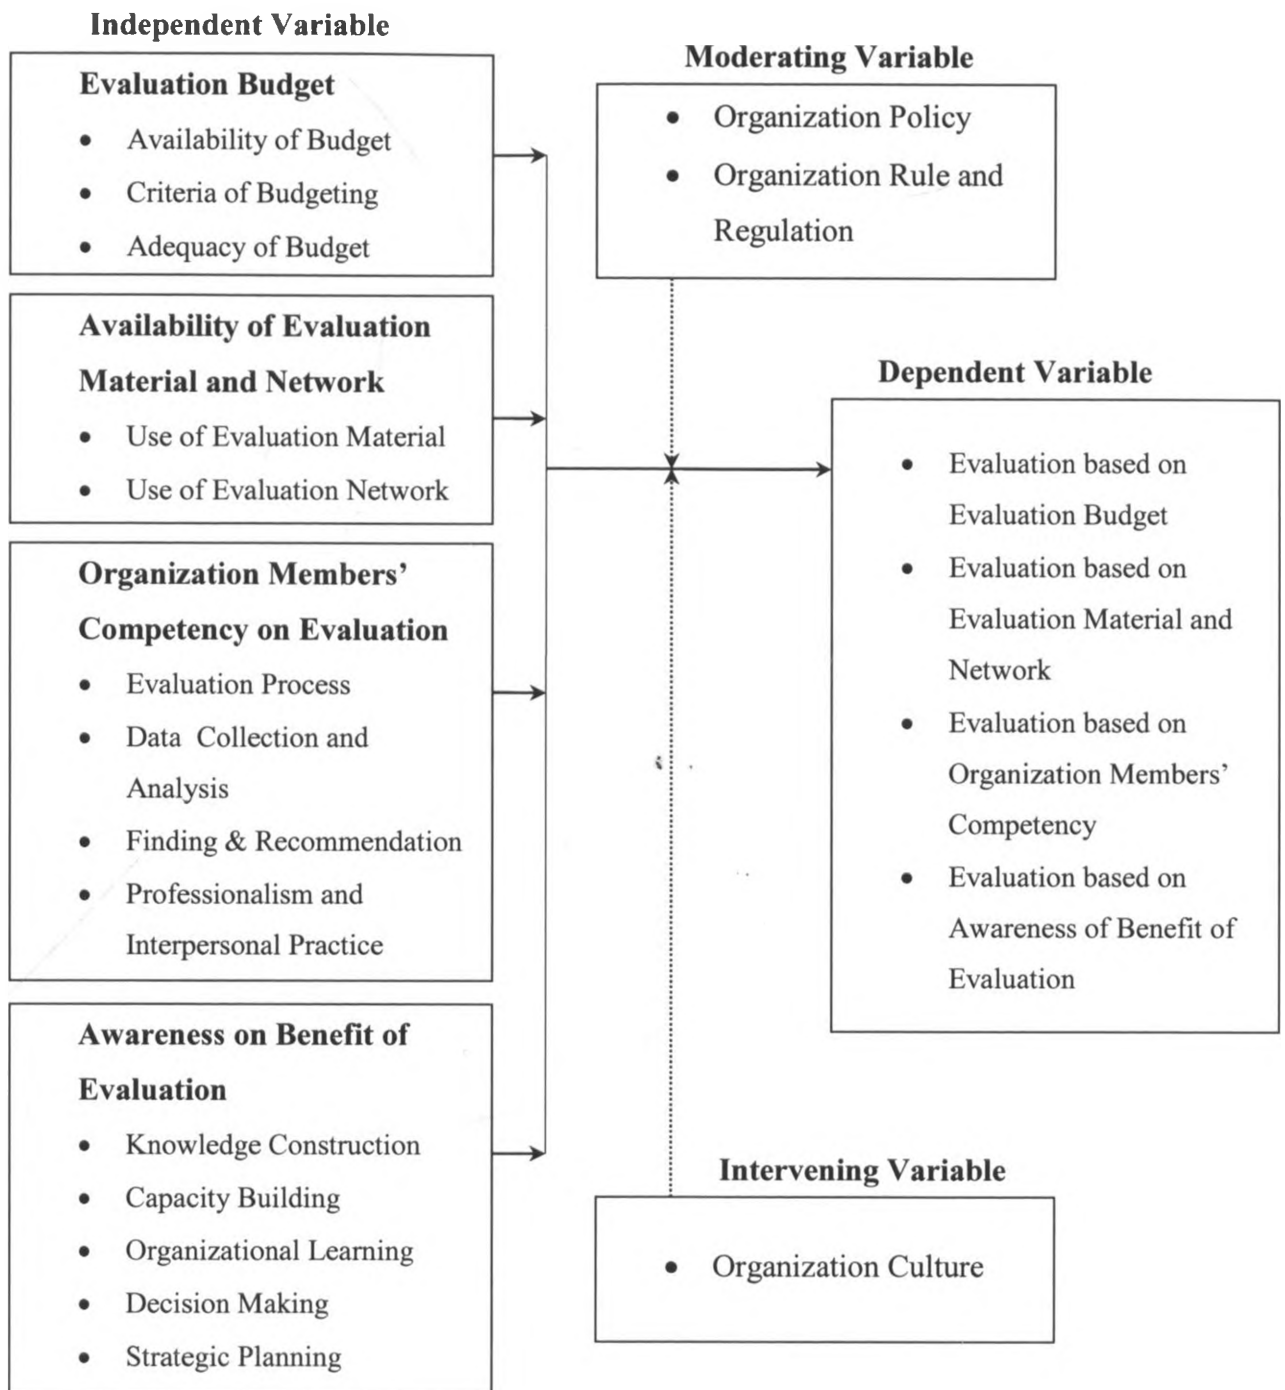 Independent Variable
Evaluation Budget
• Availability of Budget
• Criteria of Budgeting
• Adequacy of Budget
Availability of Evaluation
Material and Network
• Use of Evaluation Material
• Use of Evaluation Network
Organization Members’
Competency on Evaluation
• Evaluation Process
• Data Collection and
Analysis
• Finding & Recommendation
• Professionalism and
Interpersonal Practice
Awareness on Benefit of
Evaluation
• Knowledge Construction
• Capacity Building
• Organizational Learning
• Decision Making
• Strategic Planning
Moderating Variable
• Organization Policy
• Organization Rule and
Regulation
Dependent Variable
• Evaluation based on
Evaluation Budget
• Evaluation based on
Evaluation Material and
Network
• Evaluation based on
Organization Members’
Competency
• Evaluation based on
Awareness of Benefit of
Evaluation
Intervening Variable
• Organization Culture